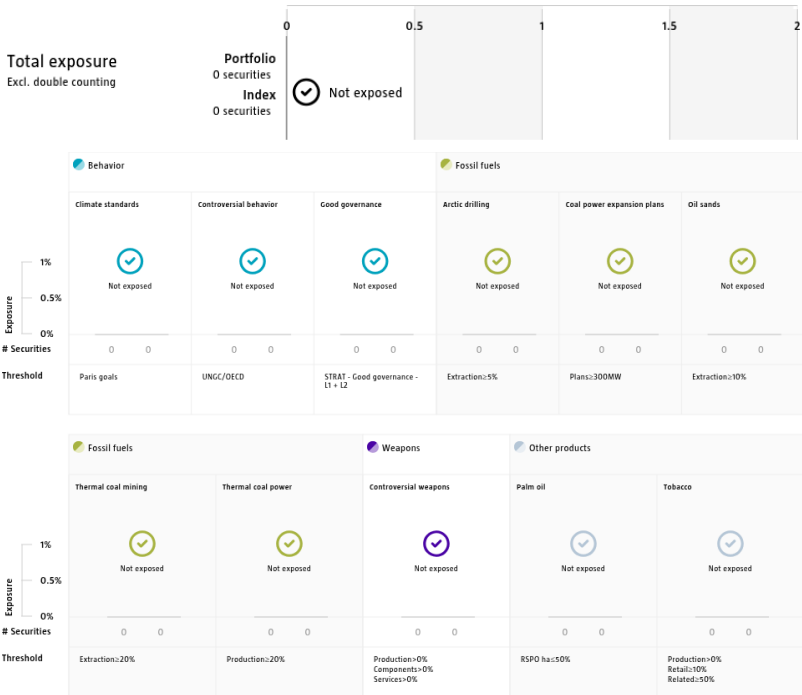 0 0.5 1 1.5 2
Total exposure
Excl. double counting
Portfolio
0 securities
Index
0 securities
Not exposed
Behavior Fossil fuels
Climate standards Controversial behavior Good governance Arctic drilling Coal power expansion plans Oil sands
Not exposed Not exposed Not exposed Not exposed Not exposed Not exposed
Exposure
1%
0.5%
0%
# Securities 0 0 0 0 0 0 0 0 0 0 0 0
Threshold Paris goals UNGC/OECD STRAT - Good governance - Extraction≥5% Plans≥300MW Extraction≥10%
L1 + L2
Fossil fuels Weapons Other products
Thermal coal mining Thermal coal power Controversial weapons Palm oil Tobacco
Not exposed Not exposed Not exposed Not exposed Not exposed
Exposure
1%
0.5%
0%
# Securities 0 0 0 0 0 0 0 0 0 0
Threshold Extraction≥20% Production≥20% Production>0% RSPO ha≤50% Production>0%
Components>0% Retail≥10%
Services>0% Related≥50%